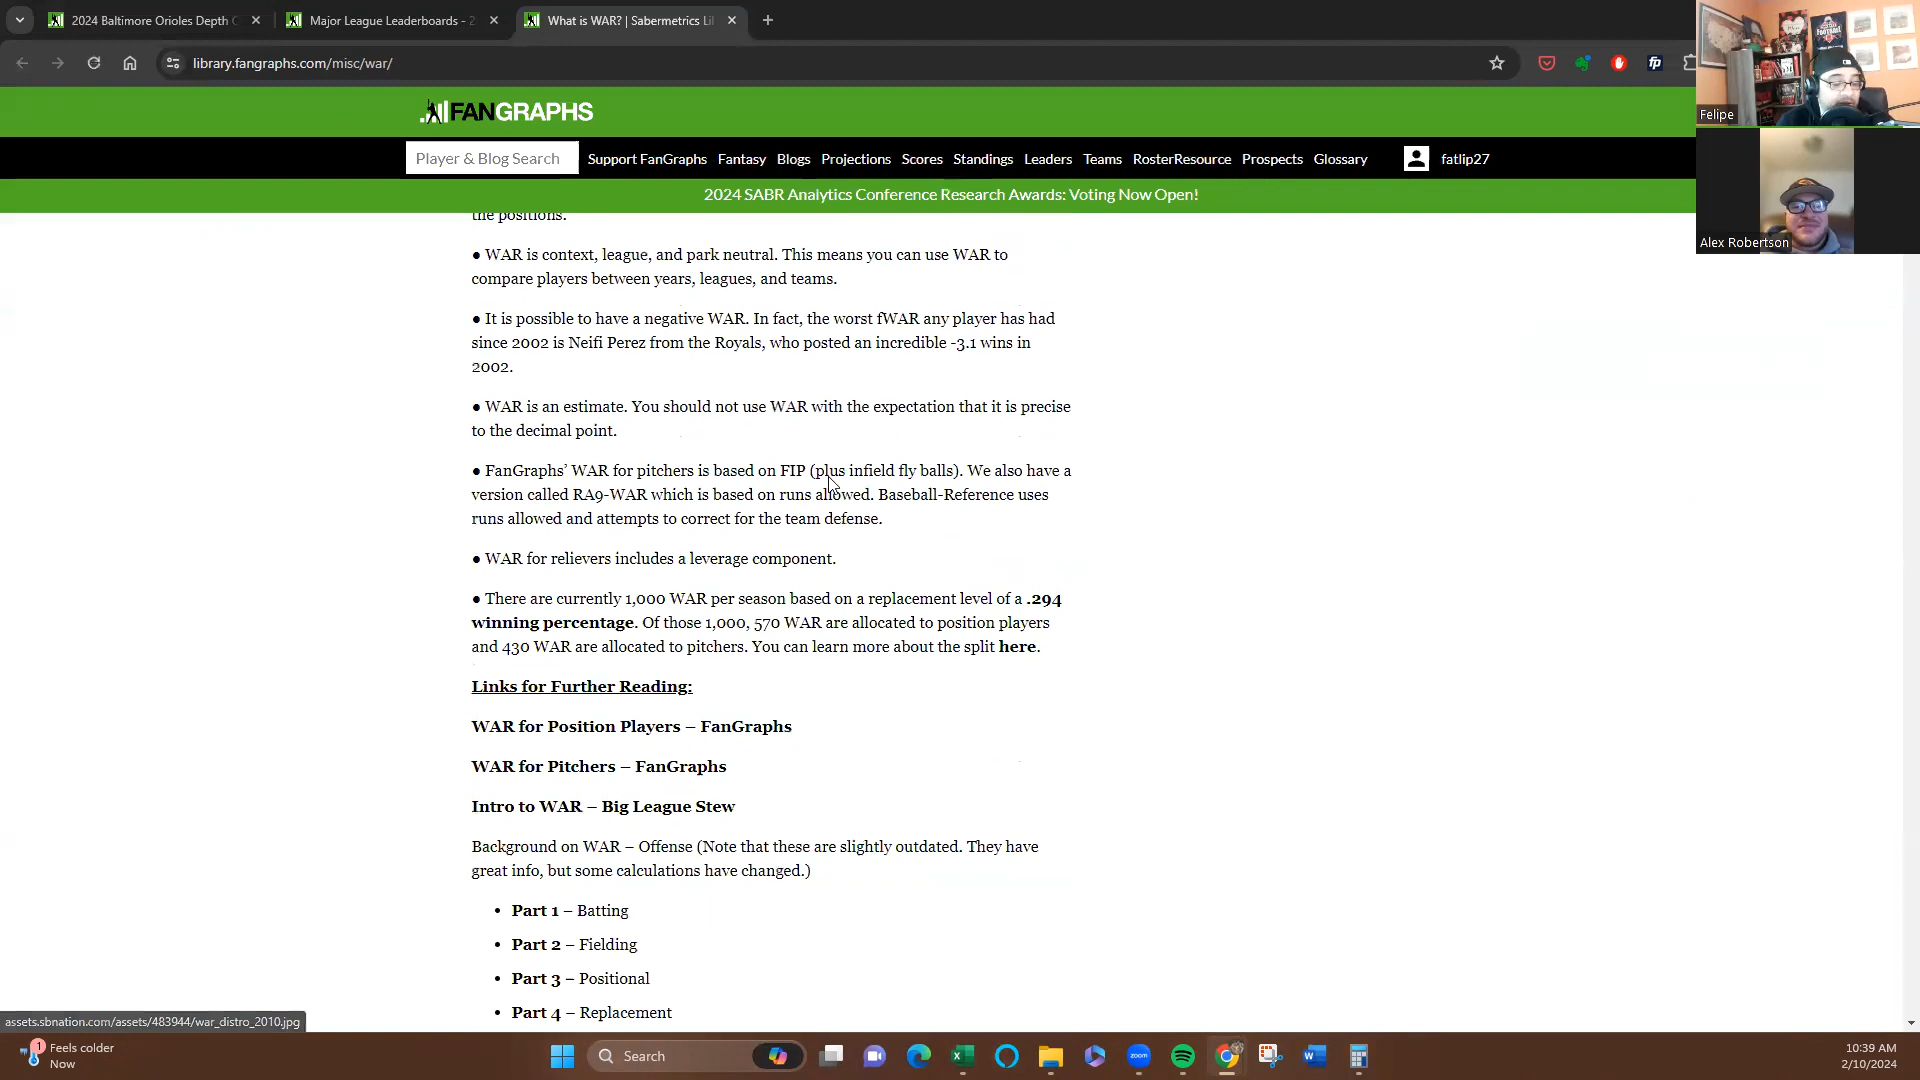 2024 Baltimore Orioles Depth C
Major League Leaderboards - 2
What is WAR? | Sabermetrics Li
library.fangraphs.com/misc/war/
fp
FANGRAPHS
Player & Blog Search
Support FanGraphs Fantasy Blogs Projections Scores Standings Leaders Teams RosterResource Prospects Glossary
fatlip27
2024 SABR Analytics Conference Research Awards: Voting Now Open!
Felipe
Alex Robertson
the positions.
● WAR is context, league, and park neutral. This means you can use WAR to
compare players between years, leagues, and teams.
● It is possible to have a negative WAR. In fact, the worst fWAR any player has had
since 2002 is Neifi Perez from the Royals, who posted an incredible -3.1 wins in
2002.
● WAR is an estimate. You should not use WAR with the expectation that it is precise
to the decimal point.
● FanGraphs’ WAR for pitchers is based on FIP (plus infield fly balls). We also have a
version called RA9-WAR which is based on runs allowed. Baseball-Reference uses
runs allowed and attempts to correct for the team defense.
● WAR for relievers includes a leverage component.
● There are currently 1,000 WAR per season based on a replacement level of a .294
winning percentage. Of those 1,000, 570 WAR are allocated to position players
and 430 WAR are allocated to pitchers. You can learn more about the split here.
Links for Further Reading:
WAR for Position Players – FanGraphs
WAR for Pitchers – FanGraphs
Intro to WAR – Big League Stew
Background on WAR – Offense (Note that these are slightly outdated. They have
great info, but some calculations have changed.)
• Part 1 – Batting
• Part 2 – Fielding
• Part 3 – Positional
• Part 4 – Replacement
assets.sbnation.com/assets/483944/war_distro_2010.jpg
1
Feels colder
Now
Search
zoom
10:39 AM
2/10/2024